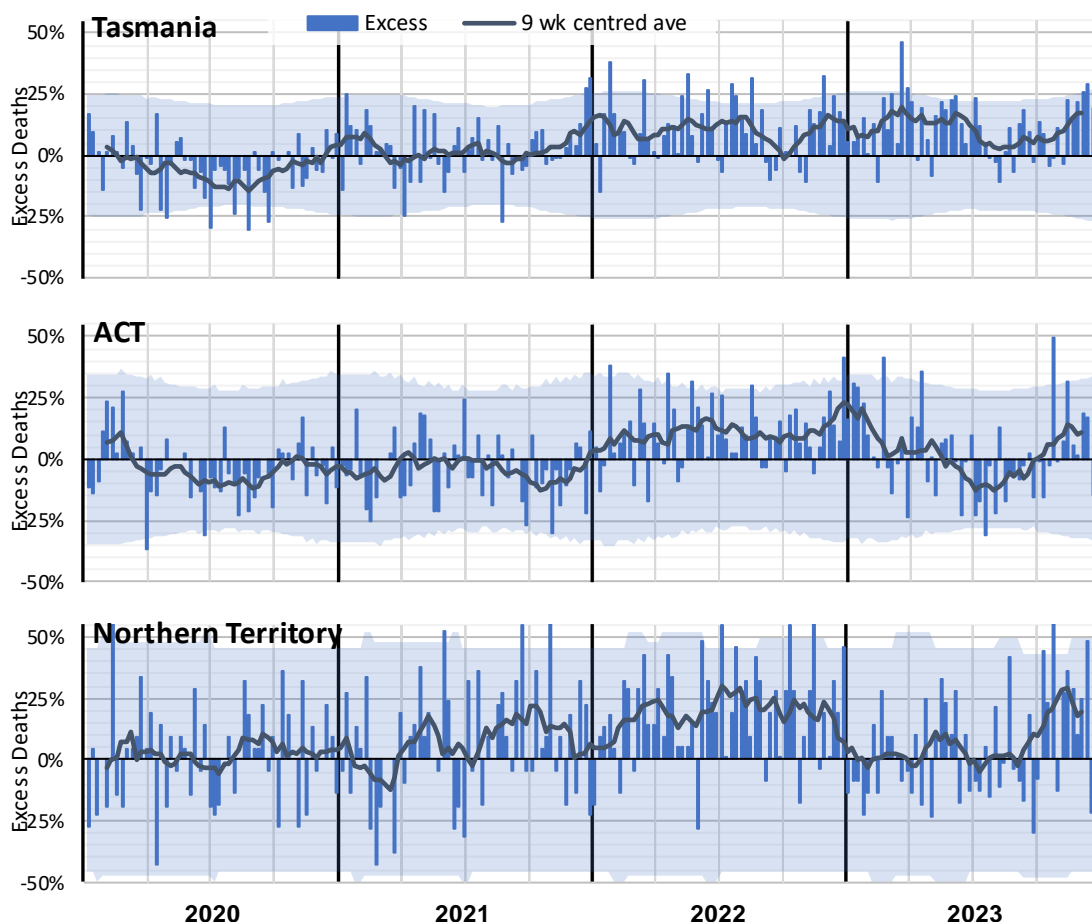 Tasmania
Excess
9 wk centred ave
50%
25%
0%
-25%
-50%
Excess Deaths
ACT
50%
25%
0%
-25%
-50%
Excess Deaths
Northern Territory
50%
25%
0%
-25%
-50%
Excess Deaths
2020 2021 2022 2023